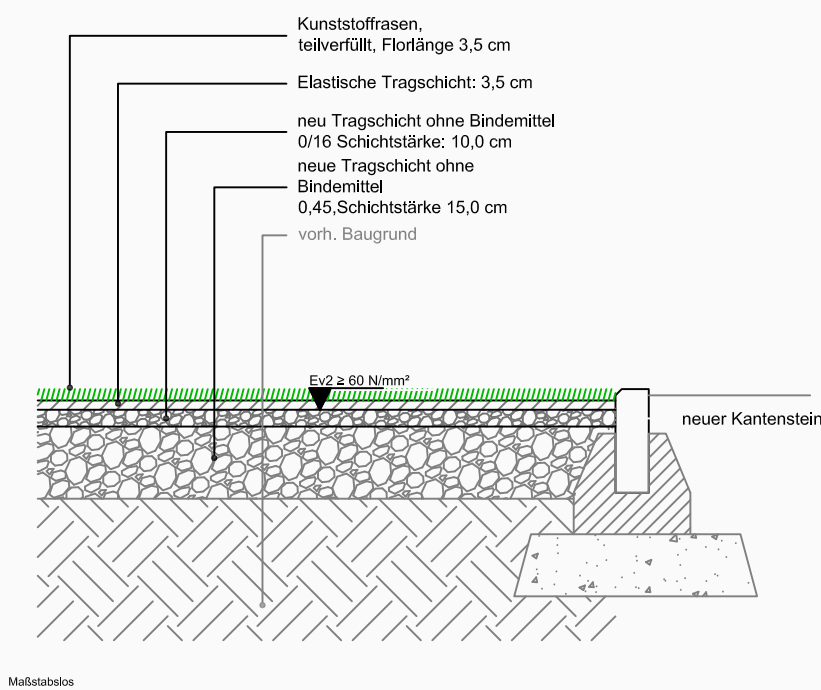 Kunststoffrasen,
teilverfüllt, Florlänge 3,5 cm
Elastische Tragschicht: 3,5 cm
neu Tragschicht ohne Bindemittel
0/16 Schichtstärke: 10,0 cm
neue Tragschicht ohne
Bindemittel
0,45,Schichtstärke 15,0 cm
vorh. Baugrund
Ev2 ≥ 60 N/mm²
neuer Kantenstein
Maßstabslos